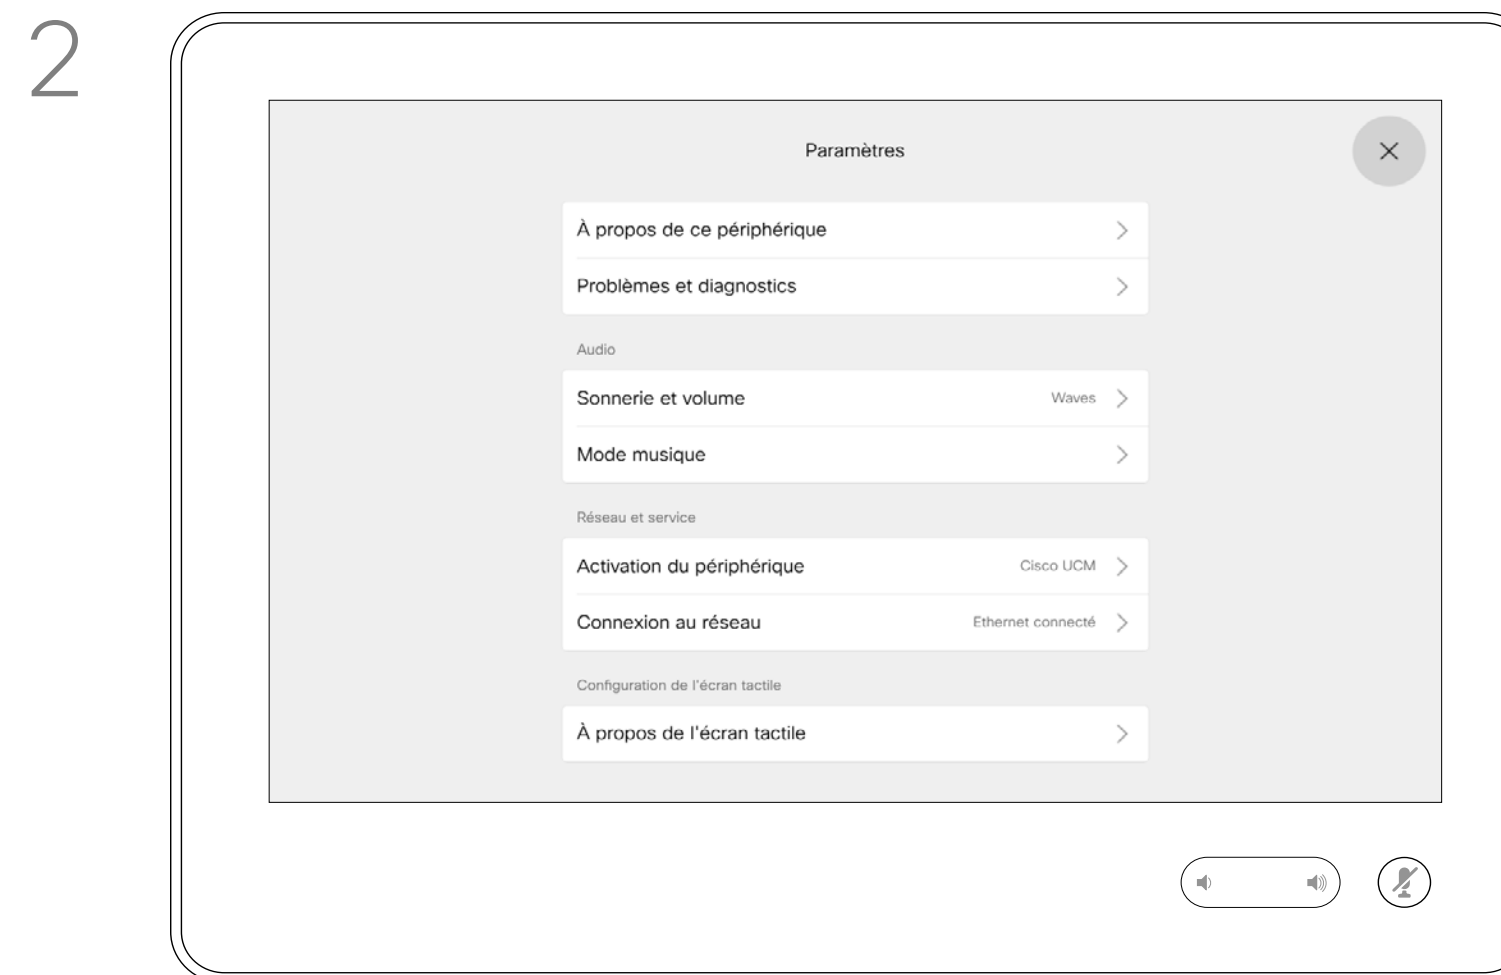 2
Paramètres
À propos de ce périphérique
Problèmes et diagnostics
Audio
Sonnerie et volume Waves
Mode musique
Réseau et service
Activation du périphérique Cisco UCM
Connexion au réseau Ethernet connecté
Configuration de l'écran tactile
À propos de l'écran tactile